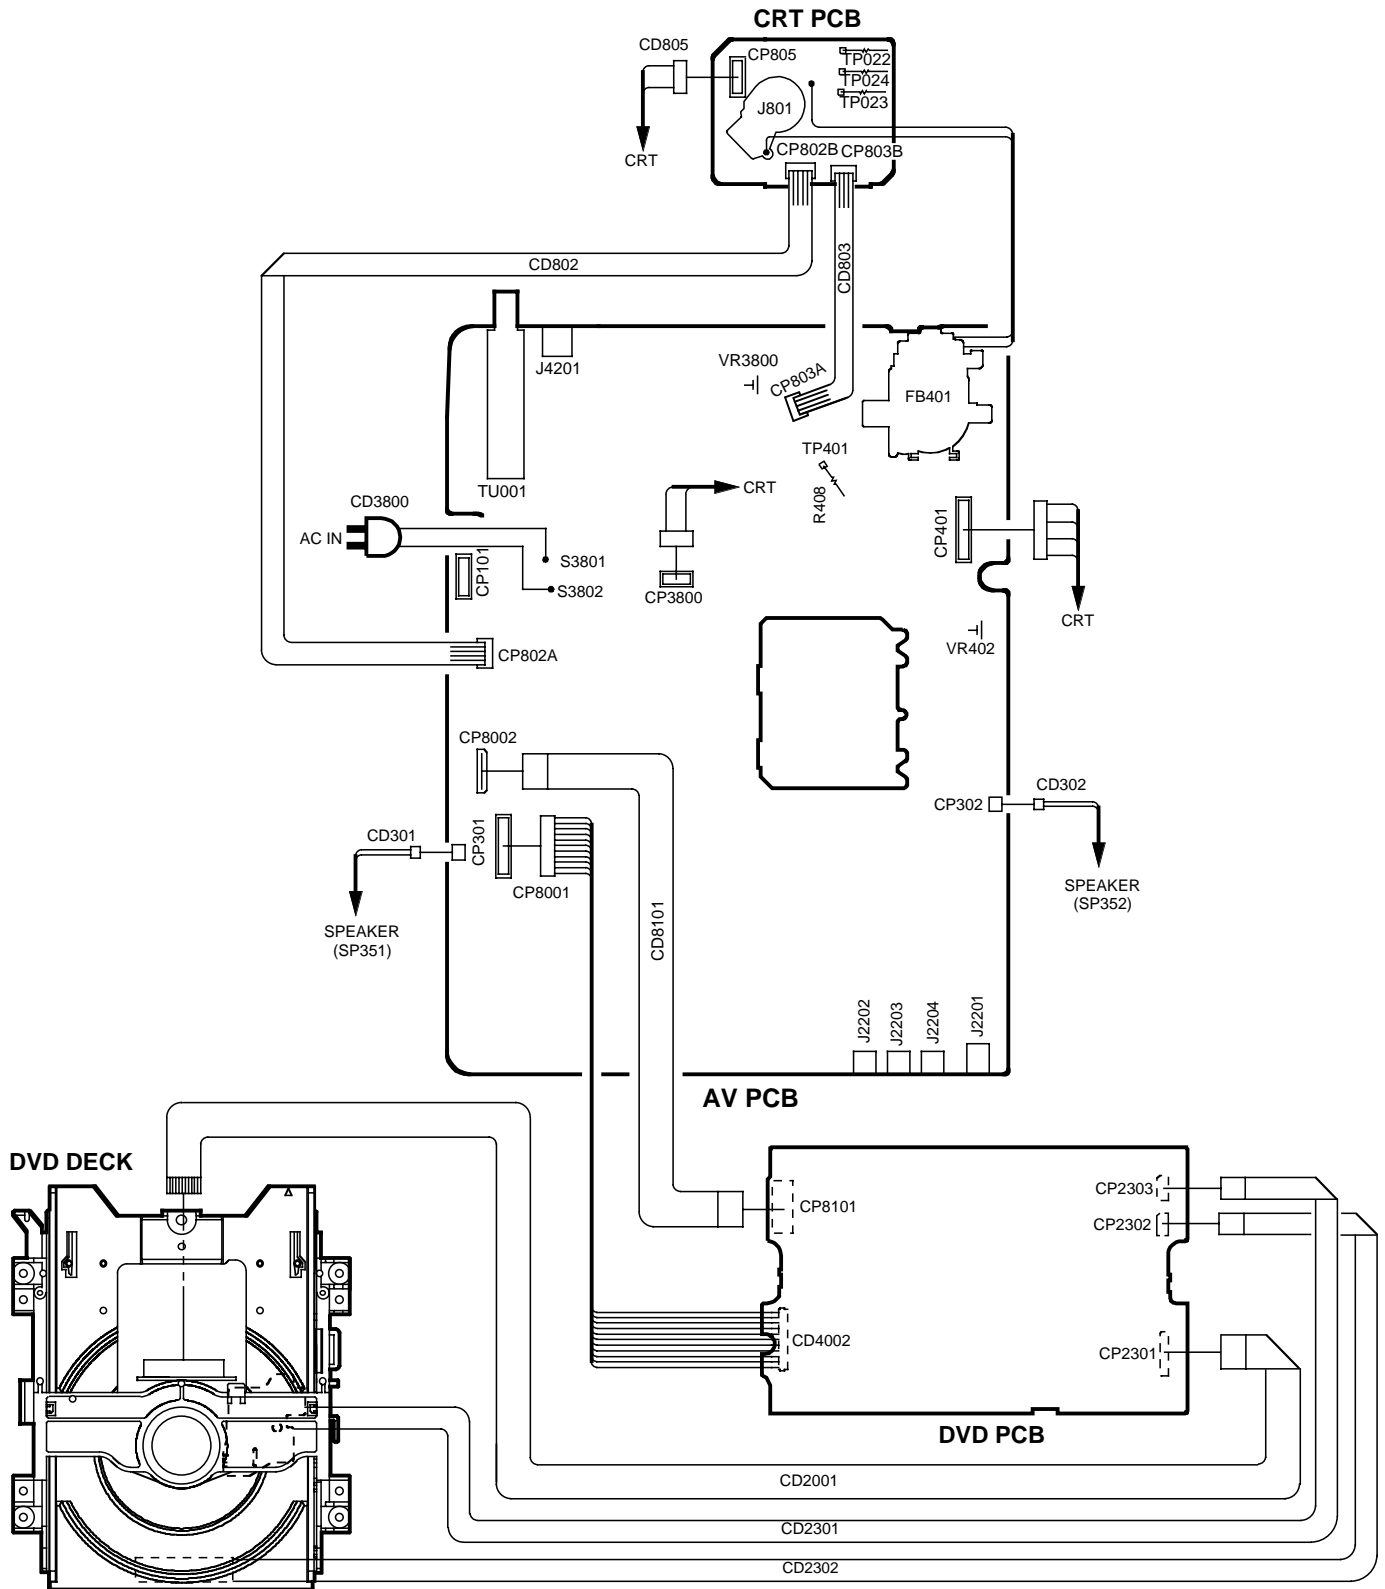 CRT PCB
CD805
CP805
TP022
TP024
TP023
J801
CRT
CP802B
CP803B
CD802
CD803
J4201
VR3800
CP803A
FB401
TP401
R408
TU001
CD3800
CRT
AC IN
CP401
S3801
CP101
S3802
CP3800
CRT
VR402
CP802A
CP8002
CP302
CD302
CD301
CP301
CP8001
SPEAKER
(SP352)
SPEAKER
(SP351)
CD8101
J2202
J2203
J2204
J2201
AV PCB
DVD DECK
CP2303
CP8101
CP2302
CD4002
CP2301
DVD PCB
CD2001
CD2301
CD2302